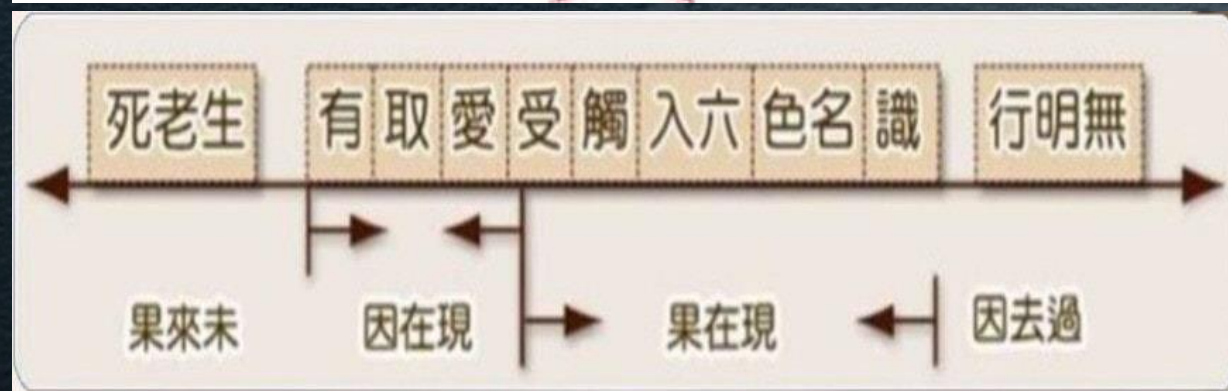 無明行 識 名色 六入 觸 受 愛 取 有 生老死
過去因 現在果 現在因 未來果